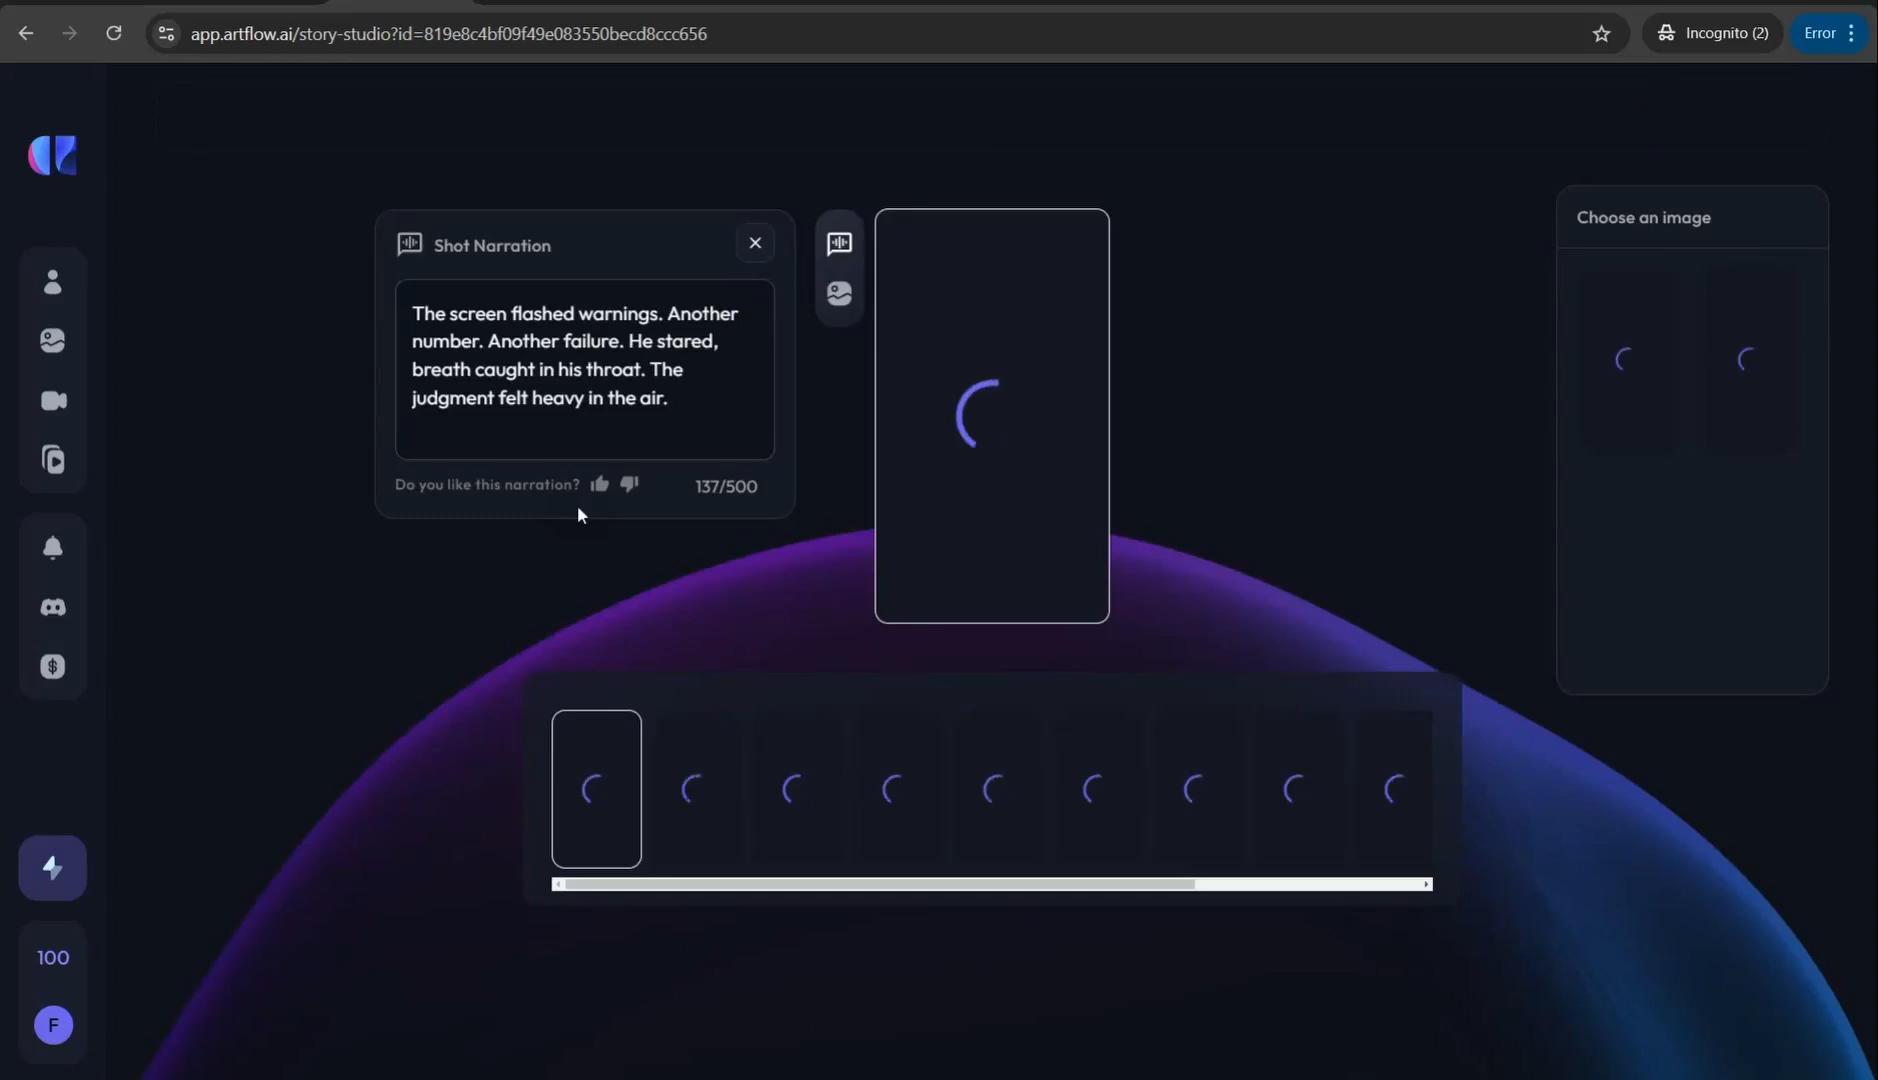 app.artflow.ai/story-studio?id=819e8c4bf09f49e083550becd8ccc656
Incognito (2)
Error
Shot Narration
The screen flashed warnings. Another
number. Another failure. He stared,
breath caught in his throat. The
judgment felt heavy in the air.
Do you like this narration?
137/500
Choose an image
100
F